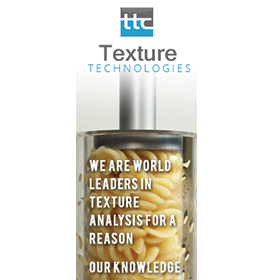 ttc
Texture
TECHNOLOGIES
WE ARE WORLD
LEADERS IN
TEXTURE
ANALYSIS FOR A
REASON
OUR KNOWLEDGE